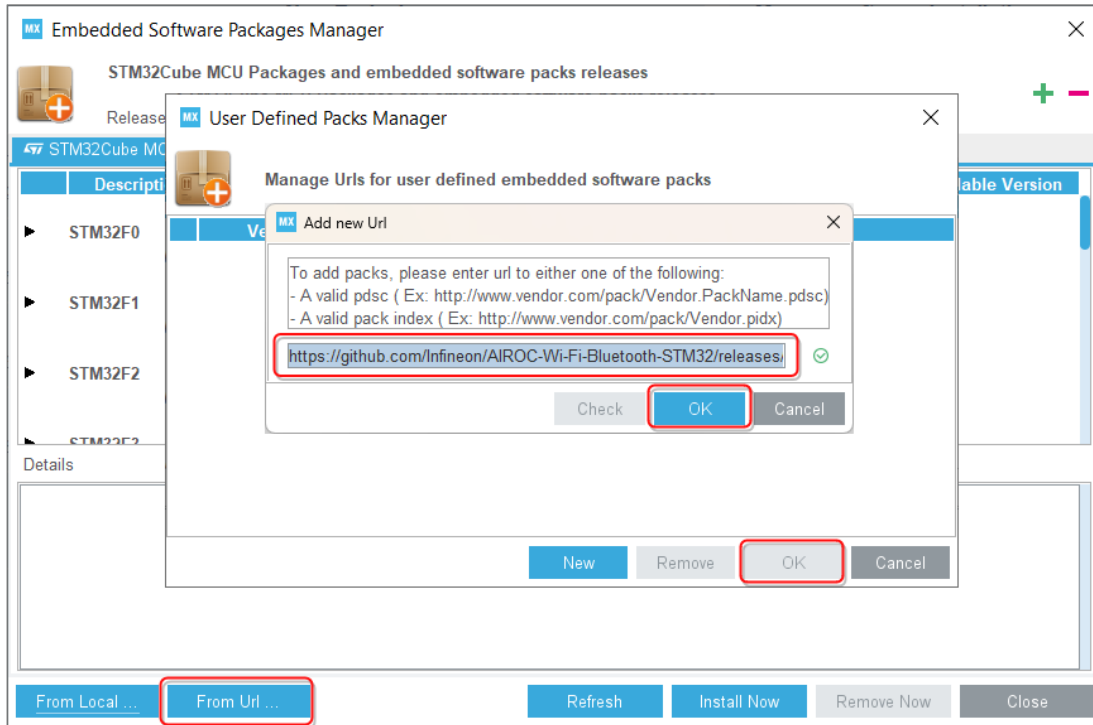 MX Embedded Software Packages Manager
STM32Cube MCU Packages and embedded software packs releases
Release
MX User Defined Packs Manager
STM32Cube MC
Manage Urls for user defined embedded software packs
Descripti
lable Version
MX Add new Url
Ve
STM32F0
To add packs, please enter url to either one of the following:
- A valid pdsc ( Ex: http://www.vendor.com/pack/Vendor.PackName.pdsc)
- A valid pack index ( Ex: http://www.vendor.com/pack/Vendor.pidx)
STM32F1
https://github.com/Infineon/AIROC-Wi-Fi-Bluetooth-STM32/releases/
STM32F2
Check OK Cancel
STM32F3
Details
New Remove OK Cancel
From Local ... From Url ... Refresh Install Now Remove Now Close